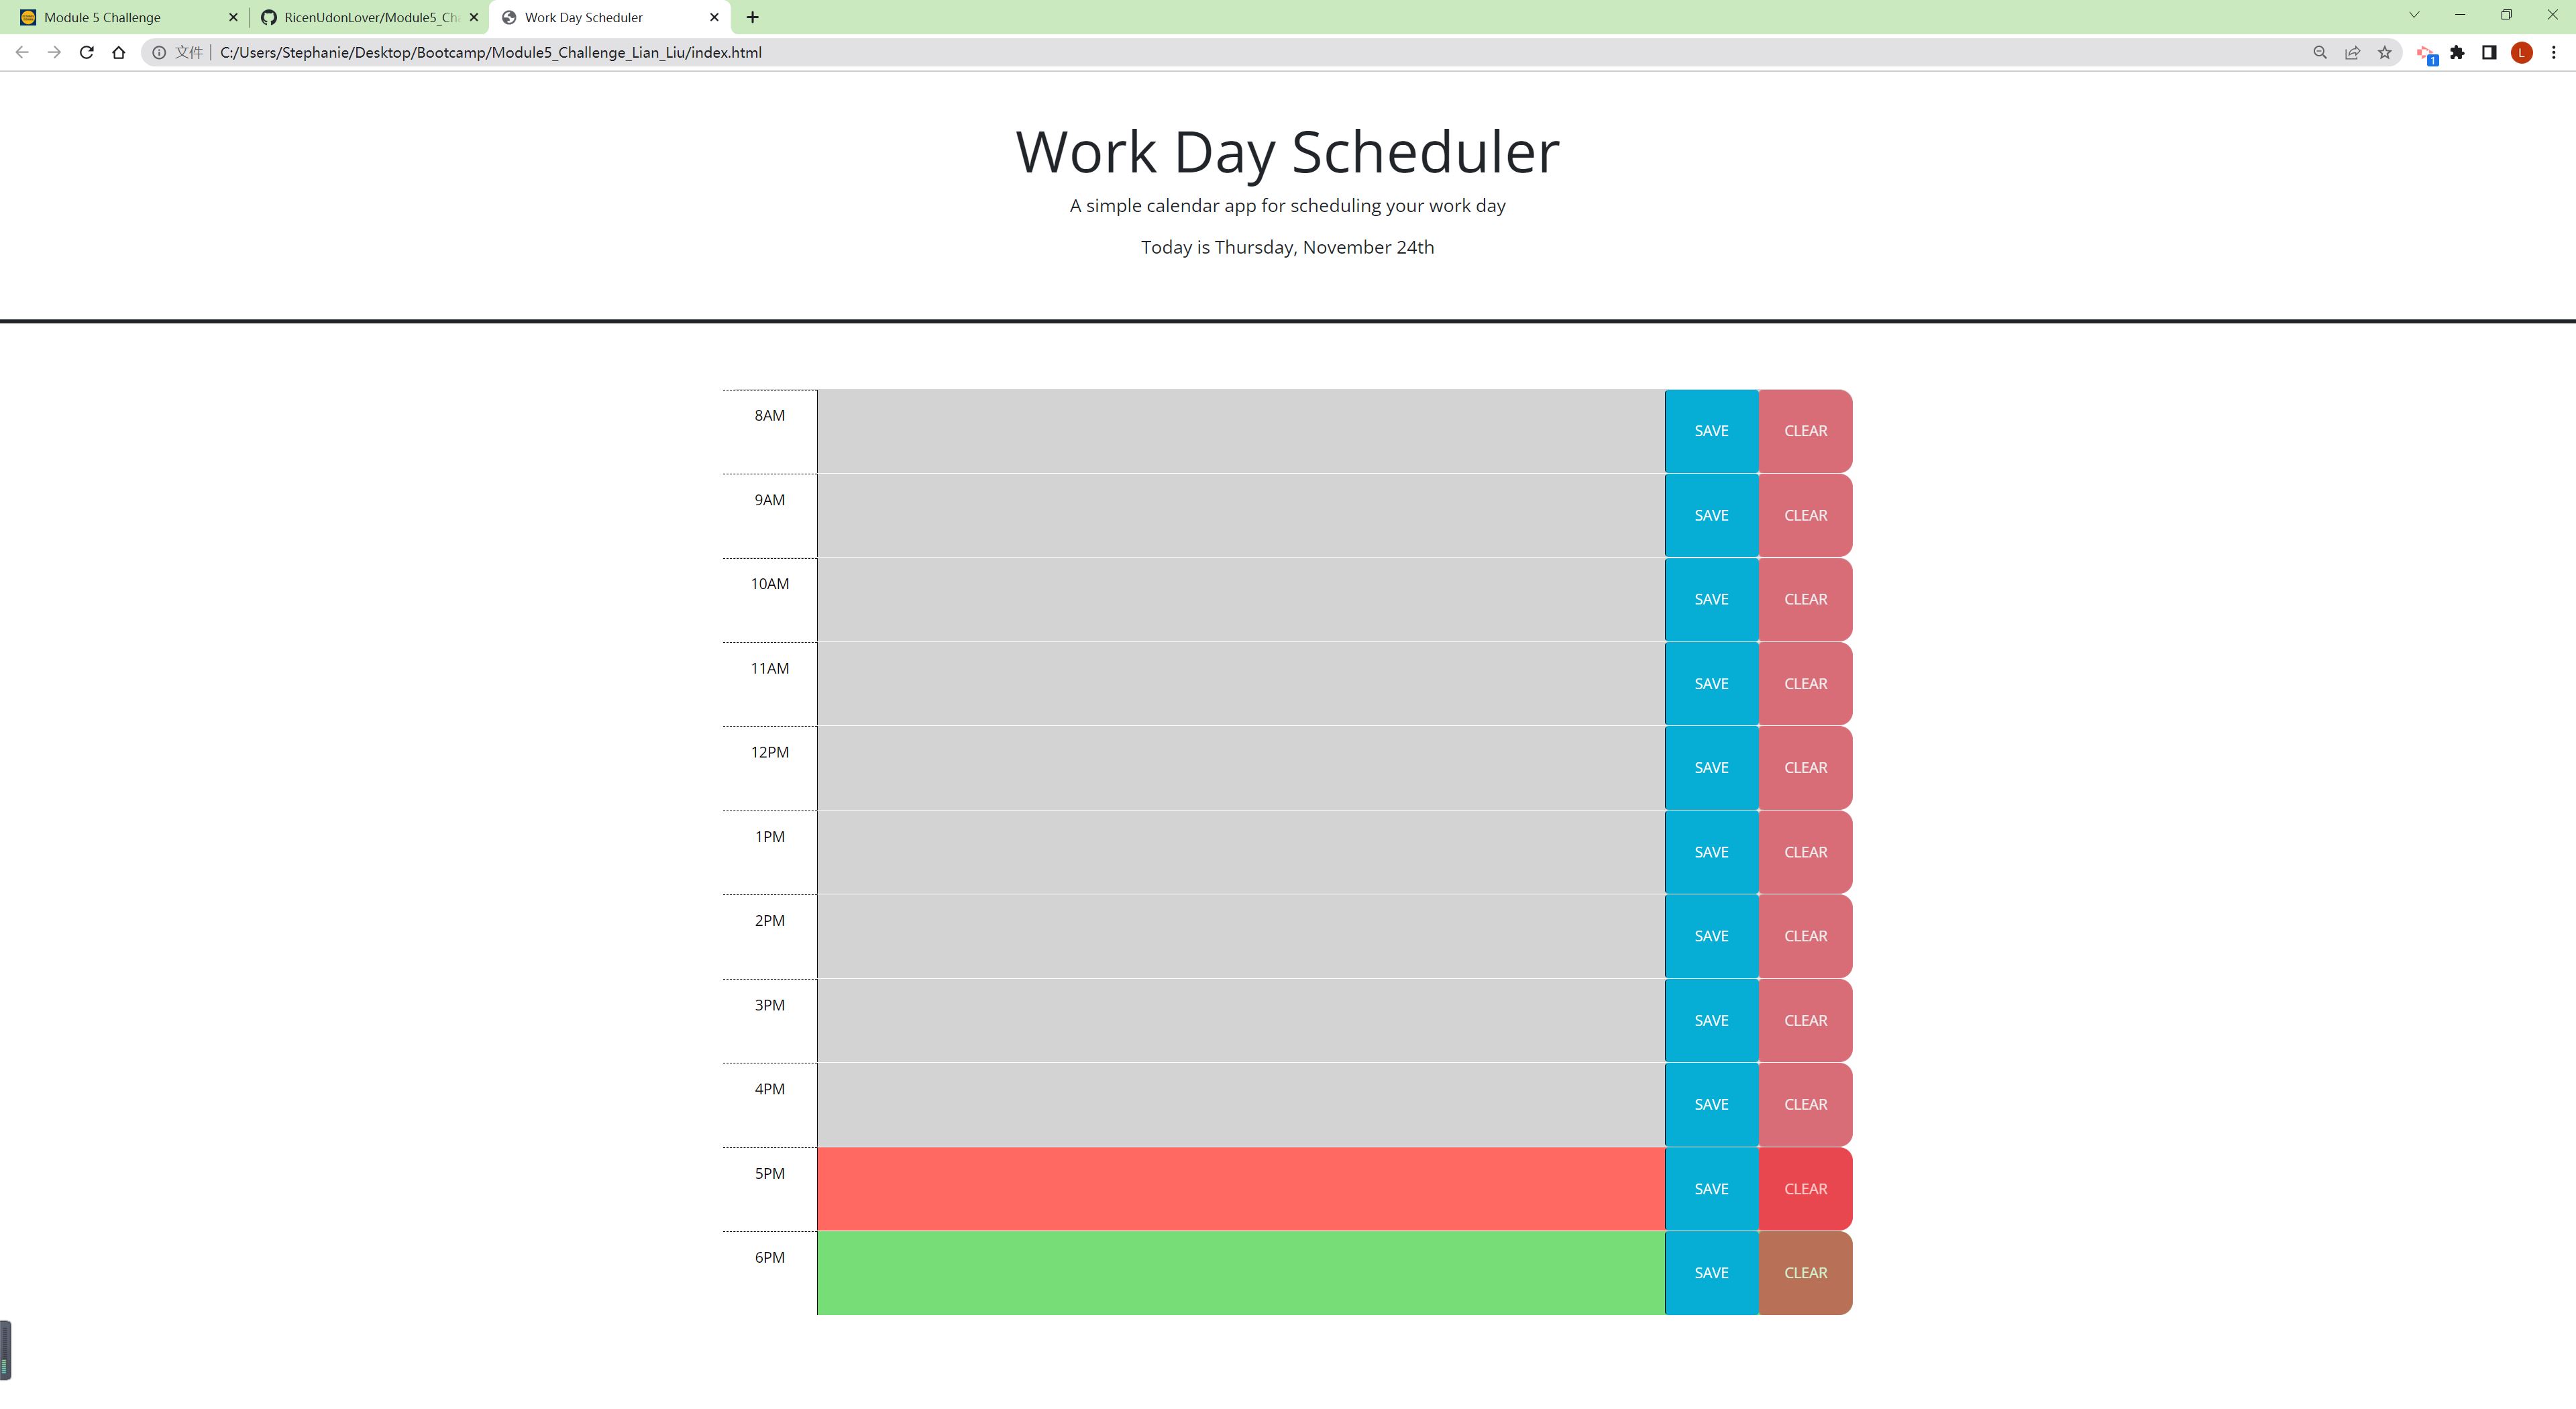 Module 5 Challenge
RicenUdonLover/Module5_Ch
Work Day Scheduler
文件
C:/Users/Stephanie/Desktop/Bootcamp/Module5_Challenge_Lian_Liu/index.html
1
L
Work Day Scheduler
A simple calendar app for scheduling your work day
Today is Thursday, November 24th
8AM SAVE CLEAR
9AM SAVE CLEAR
10AM SAVE CLEAR
11AM SAVE CLEAR
12PM SAVE CLEAR
1PM SAVE CLEAR
2PM SAVE CLEAR
3PM SAVE CLEAR
4PM SAVE CLEAR
5PM SAVE CLEAR
6PM SAVE CLEAR